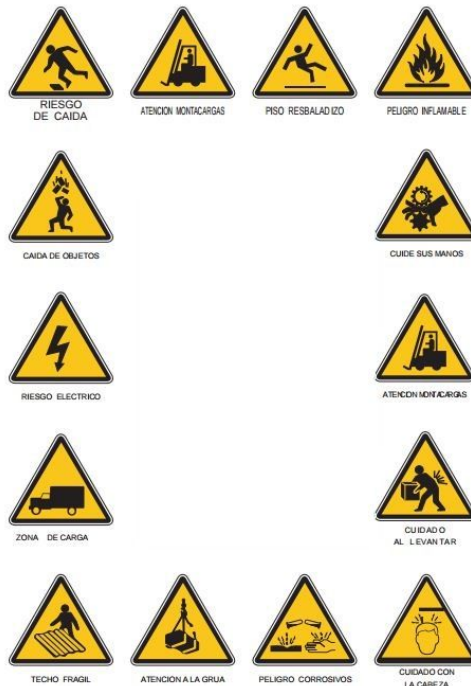 RIESGO
DE CAIDA
ATENCION MONTACARGAS
PISO RESBALADIZO
PELIGRO INFLAMABLE
CAIDA DE OBJETOS
CUIDE SUS MANOS
RIESGO ELECTRICO
ATENCION MONTACARGAS
ZONA DE CARGA
CUIDADO
AL LEVANTAR
TECHO FRAGIL
ATENCION A LA GRUA
PELIGRO CORROSIVOS
CUIDADO CON
LA CABEZA